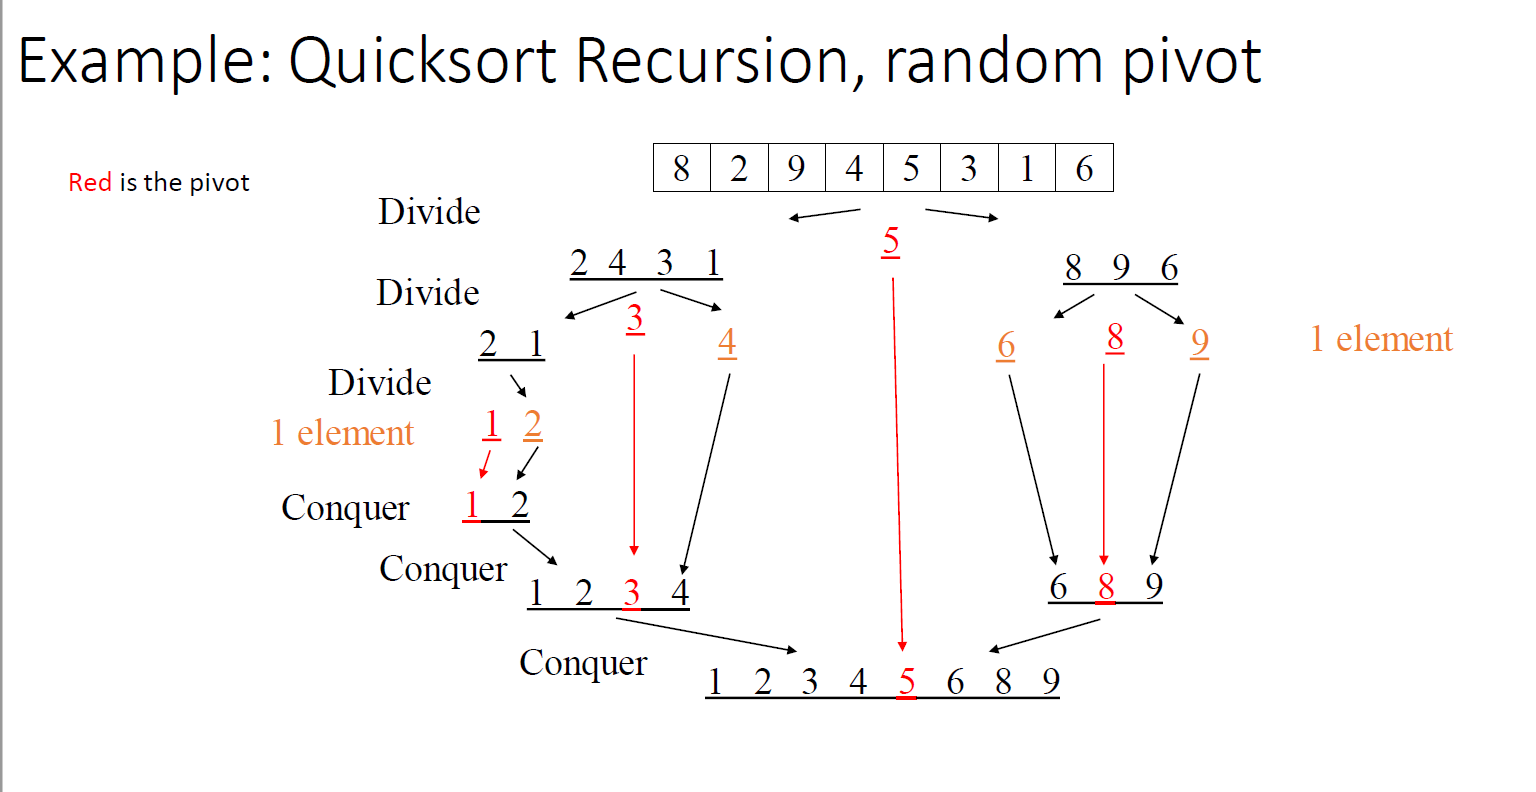 Example: Quicksort Recursion, random pivot
8 2 9 4 5 3 1 6
Red is the pivot
Divide
5
2 4 3 1
8 9 6
Divide
3
4
2 1
6
8
9
1 element
Divide
1 element
1 2
Conquer
1 2
Conquer
1 2 3 4
6 8 9
Conquer
1 2 3 4 5 6 8 9